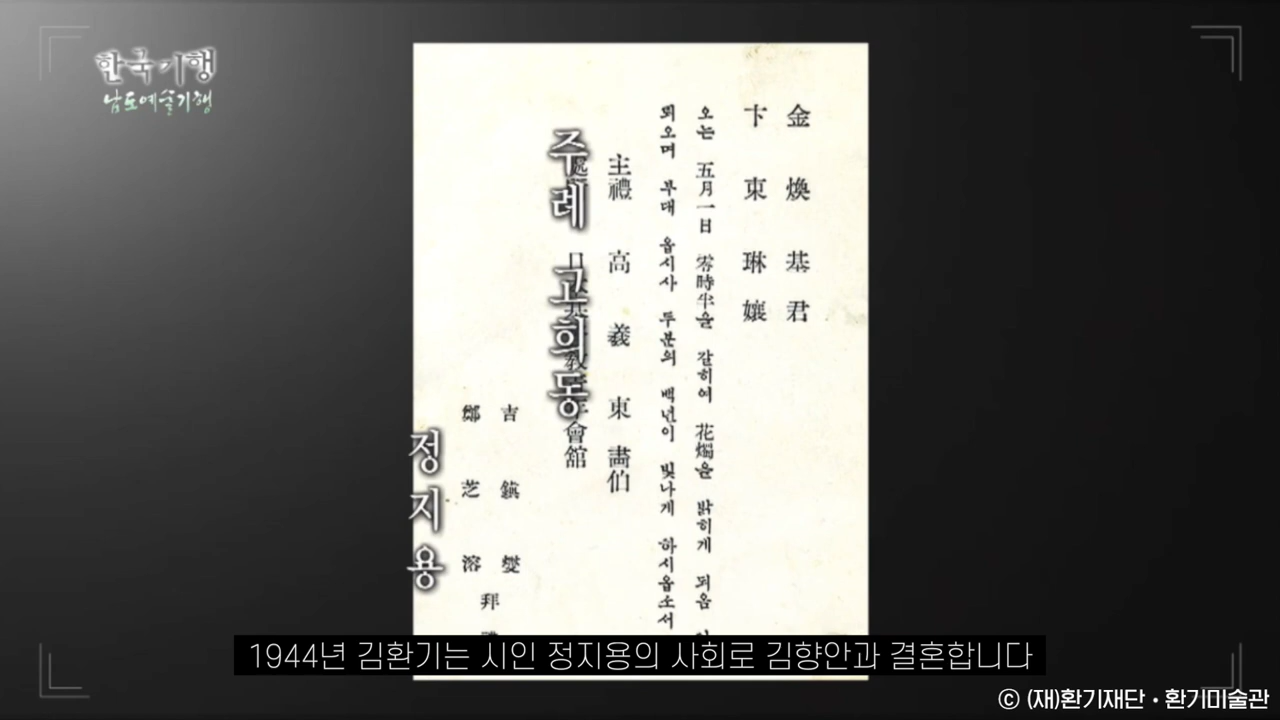 한국기행
남도예술기행
金煥基君
卞東琳孃
오는 五月一日 零時半을 갈히여 花燭을 밝히게 되옴
되오며 부대 옵시사 두분의 백년이 빛나게 하시옵소서
主禮 高羲東 畵伯
會舘
주례 고희동
吉鎭燮
鄭芝溶
拜
정지용
1944년 김환기는 시인 정지용의 사회로 김향안과 결혼합니다
ⓒ (재)환기재단·환기미술관